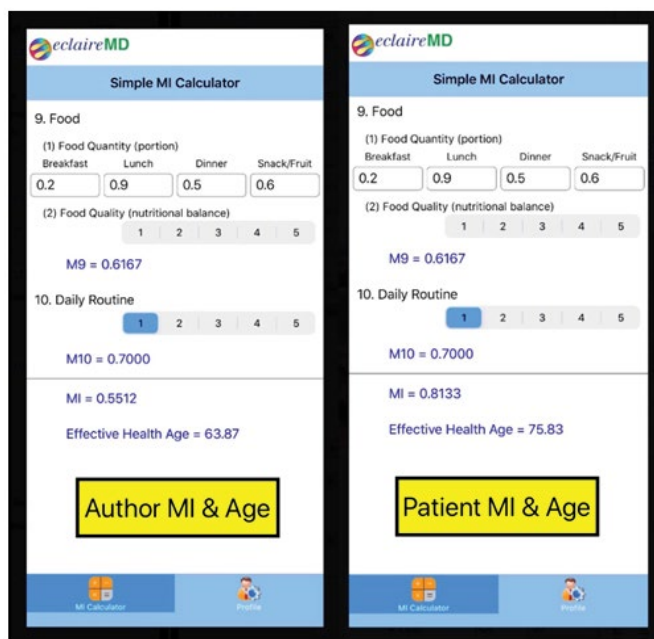 eclaireMD
Simple MI Calculator
9. Food
(1) Food Quantity (portion)
Breakfast Lunch Dinner Snack/Fruit
0.2 0.9 0.5 0.6
(2) Food Quality (nutritional balance)
1 2 3 4 5
M9 = 0.6167
10. Daily Routine
1 2 3 4 5
M10 = 0.7000
MI = 0.5512
Effective Health Age = 63.87
Author MI & Age
MI Calculator Profile
eclaireMD
Simple MI Calculator
9. Food
(1) Food Quantity (portion)
Breakfast Lunch Dinner Snack/Fruit
0.2 0.9 0.5 0.6
(2) Food Quality (nutritional balance)
1 2 3 4 5
M9 = 0.6167
10. Daily Routine
1 2 3 4 5
M10 = 0.7000
MI = 0.8133
Effective Health Age = 75.83
Patient MI & Age
MI Calculator Profile